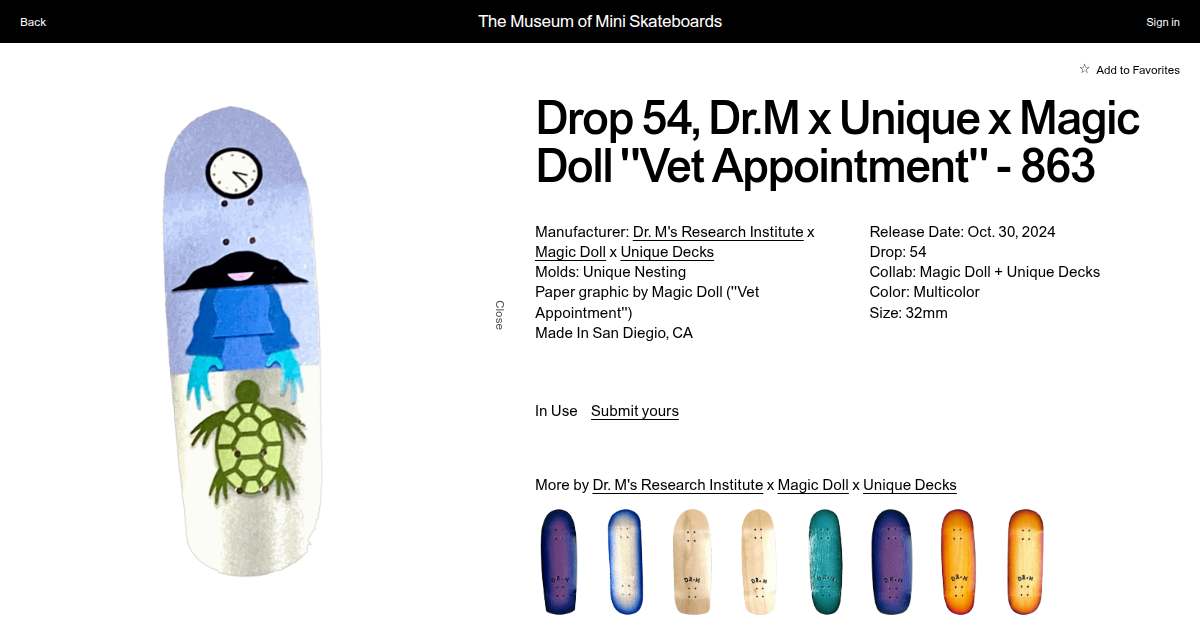 Back
The Museum of Mini Skateboards
Sign in
☆ Add to Favorites
Drop 54, Dr.M x Unique x Magic
Doll "Vet Appointment" - 863
Manufacturer: Dr. M's Research Institute x
Magic Doll x Unique Decks
Molds: Unique Nesting
Paper graphic by Magic Doll ("Vet
Appointment")
Made In San Diegio, CA
Release Date: Oct. 30, 2024
Drop: 54
Collab: Magic Doll + Unique Decks
Color: Multicolor
Size: 32mm
Close
In Use Submit yours
More by Dr. M's Research Institute x Magic Doll x Unique Decks